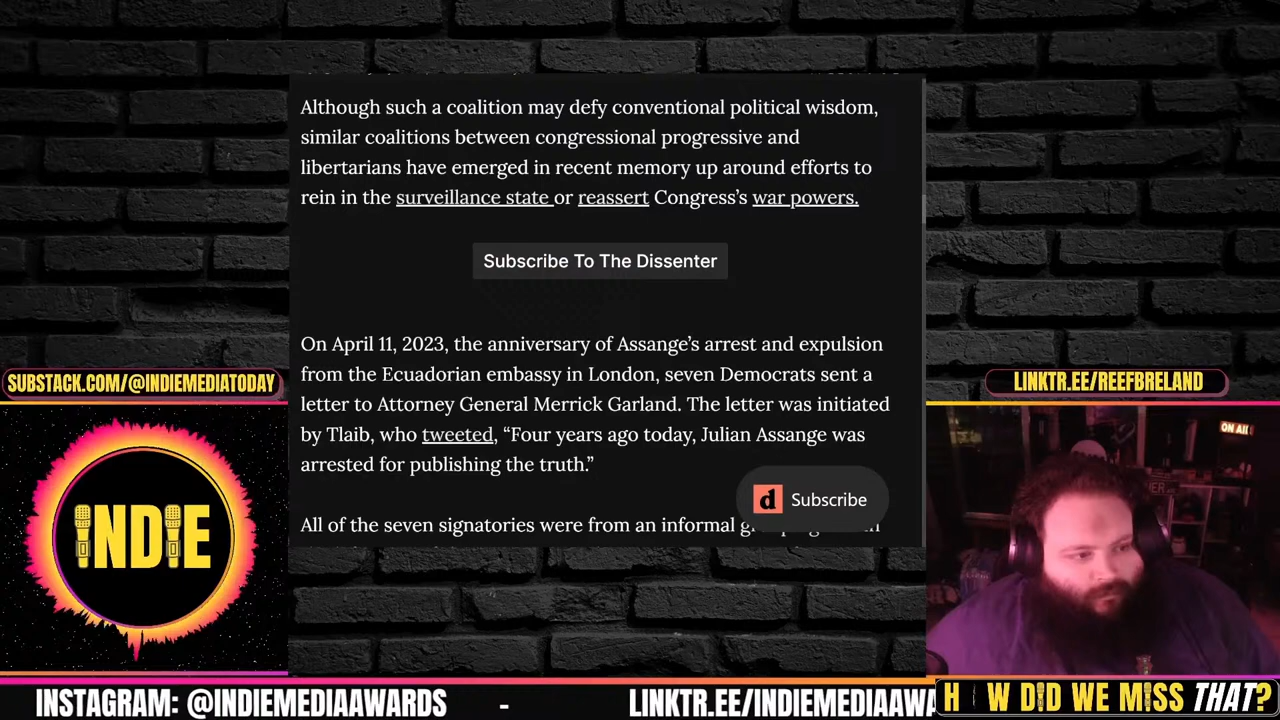 Although such a coalition may defy conventional political wisdom,
similar coalitions between congressional progressive and
libertarians have emerged in recent memory up around efforts to
rein in the surveillance state or reassert Congress’s war powers.
Subscribe To The Dissenter
On April 11, 2023, the anniversary of Assange’s arrest and expulsion
from the Ecuadorian embassy in London, seven Democrats sent a
letter to Attorney General Merrick Garland. The letter was initiated
by Tlaib, who tweeted, “Four years ago today, Julian Assange was
arrested for publishing the truth.”
d Subscribe
All of the seven signatories were from an informal
SUBSTACK.COM/@INDIEMEDIATODAY
INDIE
LINKTR.EE/REEFBRELAND
ON AIR
INSTAGRAM: @INDIEMEDIAAWARDS - LINKTR.EE/INDIEMEDIAAWA
HOW DID WE MISS THAT?